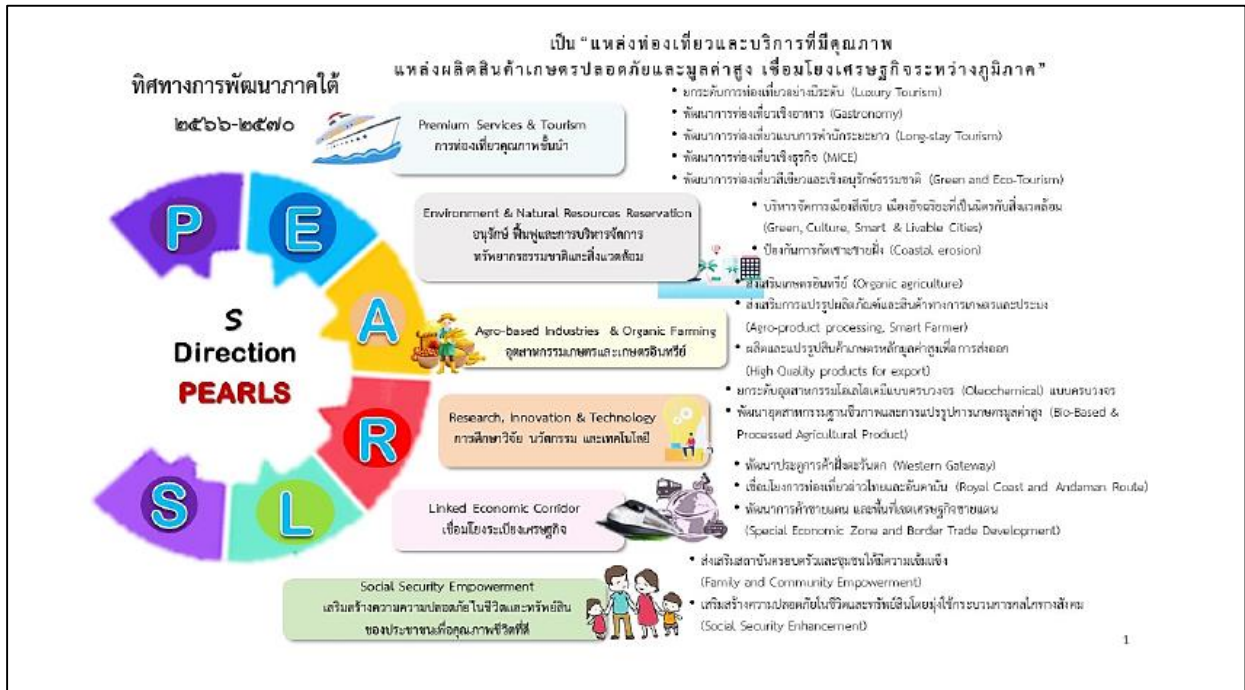 เป็น “แหล่งท่องเที่ยวและบริการที่มีคุณภาพ
แหล่งผลิตสินค้าเกษตรปลอดภัยและมูลค่าสูง เชื่อมโยงเศรษฐกิจระหว่างภูมิภาค”
ทิศทางการพัฒนาภาคใต้
๒๕๖๖-๒๕๗๐
P
E
A
R
L
S
S
Direction
PEARLS
Premium Services & Tourism
การท่องเที่ยวคุณภาพชั้นนำ
• ยกระดับการท่องเที่ยวอย่างมีระดับ (Luxury Tourism)
• พัฒนาการท่องเที่ยวเชิงอาหาร (Gastronomy)
• พัฒนาการท่องเที่ยวแบบการพำนักระยะยาว (Long-stay Tourism)
• พัฒนาการท่องเที่ยวเชิงธุรกิจ (MICE)
• พัฒนาการท่องเที่ยวสีเขียวและเชิงอนุรักษ์ธรรมชาติ (Green and Eco-Tourism)
Environment & Natural Resources Reservation
อนุรักษ์ ฟื้นฟูและการบริหารจัดการ
ทรัพยากรธรรมชาติและสิ่งแวดล้อม
• บริหารจัดการเมืองสีเขียว เมืองอัจฉริยะที่เป็นมิตรกับสิ่งแวดล้อม
(Green, Culture, Smart & Livable Cities)
• ป้องกันการกัดเซาะชายฝั่ง (Coastal erosion)
Agro-based Industries & Organic Farming
อุตสาหกรรมเกษตรและเกษตรอินทรีย์
• ส่งเสริมเกษตรอินทรีย์ (Organic agriculture)
• ส่งเสริมการแปรรูปผลิตภัณฑ์และสินค้าทางการเกษตรและประมง
(Agro-product processing, Smart Farmer)
• ผลิตและแปรรูปสินค้าเกษตรหลักมูลค่าสูงเพื่อการส่งออก
(High Quality products for export)
Research, Innovation & Technology
การศึกษาวิจัย นวัตกรรม และเทคโนโลยี
• ยกระดับอุตสาหกรรมโอเลโอเคมีแบบครบวงจร (Oleochemical) แบบครบวงจร
• พัฒนาอุตสาหกรรมฐานชีวภาพและการแปรรูปการเกษตรมูลค่าสูง (Bio-Based &
Processed Agricultural Product)
Linked Economic Corridor
เชื่อมโยงระเบียงเศรษฐกิจ
• พัฒนาประตูการค้าฝั่งตะวันตก (Western Gateway)
• เชื่อมโยงการท่องเที่ยวอ่าวไทยและอันดามัน (Royal Coast and Andaman Route)
• พัฒนาการค้าชายแดน และพื้นที่เขตเศรษฐกิจชายแดน
(Special Economic Zone and Border Trade Development)
Social Security Empowerment
เสริมสร้างความความปลอดภัยในชีวิตและทรัพย์สิน
ของประชาชนเพื่อคุณภาพชีวิตที่ดี
• ส่งเสริมสถาบันครอบครัวและชุมชนให้มีความเข้มแข็ง
(Family and Community Empowerment)
• เสริมสร้างความปลอดภัยในชีวิตและทรัพย์สินโดยมุ่งใช้กระบวนการกลไกทางสังคม
(Social Security Enhancement)
1